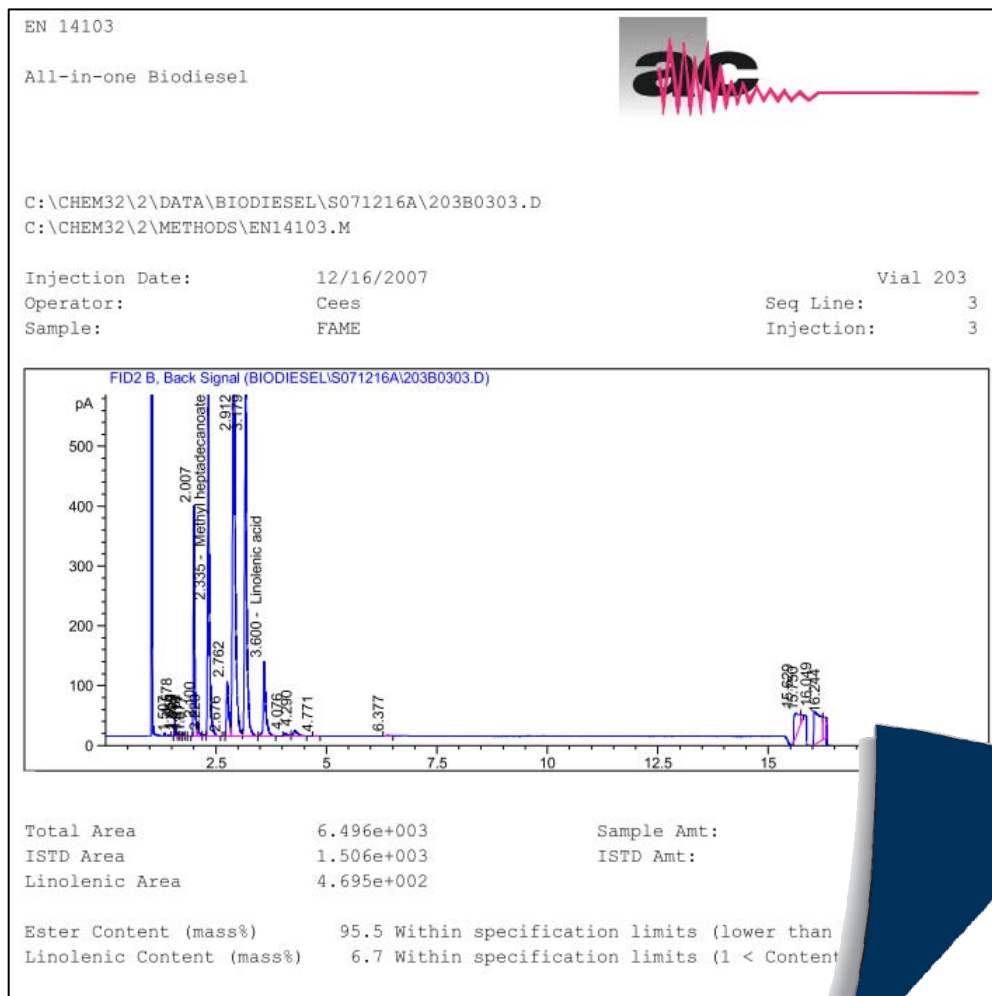 EN 14103
ac
All-in-one Biodiesel
C:\CHEM32\2\DATA\BIODIESEL\S071216A\203B0303.D
C:\CHEM32\2\METHODS\EN14103.M
Injection Date: 12/16/2007 Vial 203
Operator: Cees Seq Line: 3
Sample: FAME Injection: 3
FID2 B, Back Signal (BIODIESEL\S071216A\203B0303.D)
pA
500
400
300
200
100
0
2.007
2.335 - Methyl heptadecanoate
2.676
2.762
2.912
3.179
3.600 - Linolenic acid
4.076
4.290
4.771
6.377
15.629
15.750
16.049
16.244
2.5 5 7.5 10 12.5 15
Total Area 6.496e+003 Sample Amt:
ISTD Area 1.506e+003 ISTD Amt:
Linolenic Area 4.695e+002
Ester Content (mass%) 95.5 Within specification limits (lower than
Linolenic Content (mass%) 6.7 Within specification limits (1 < Content